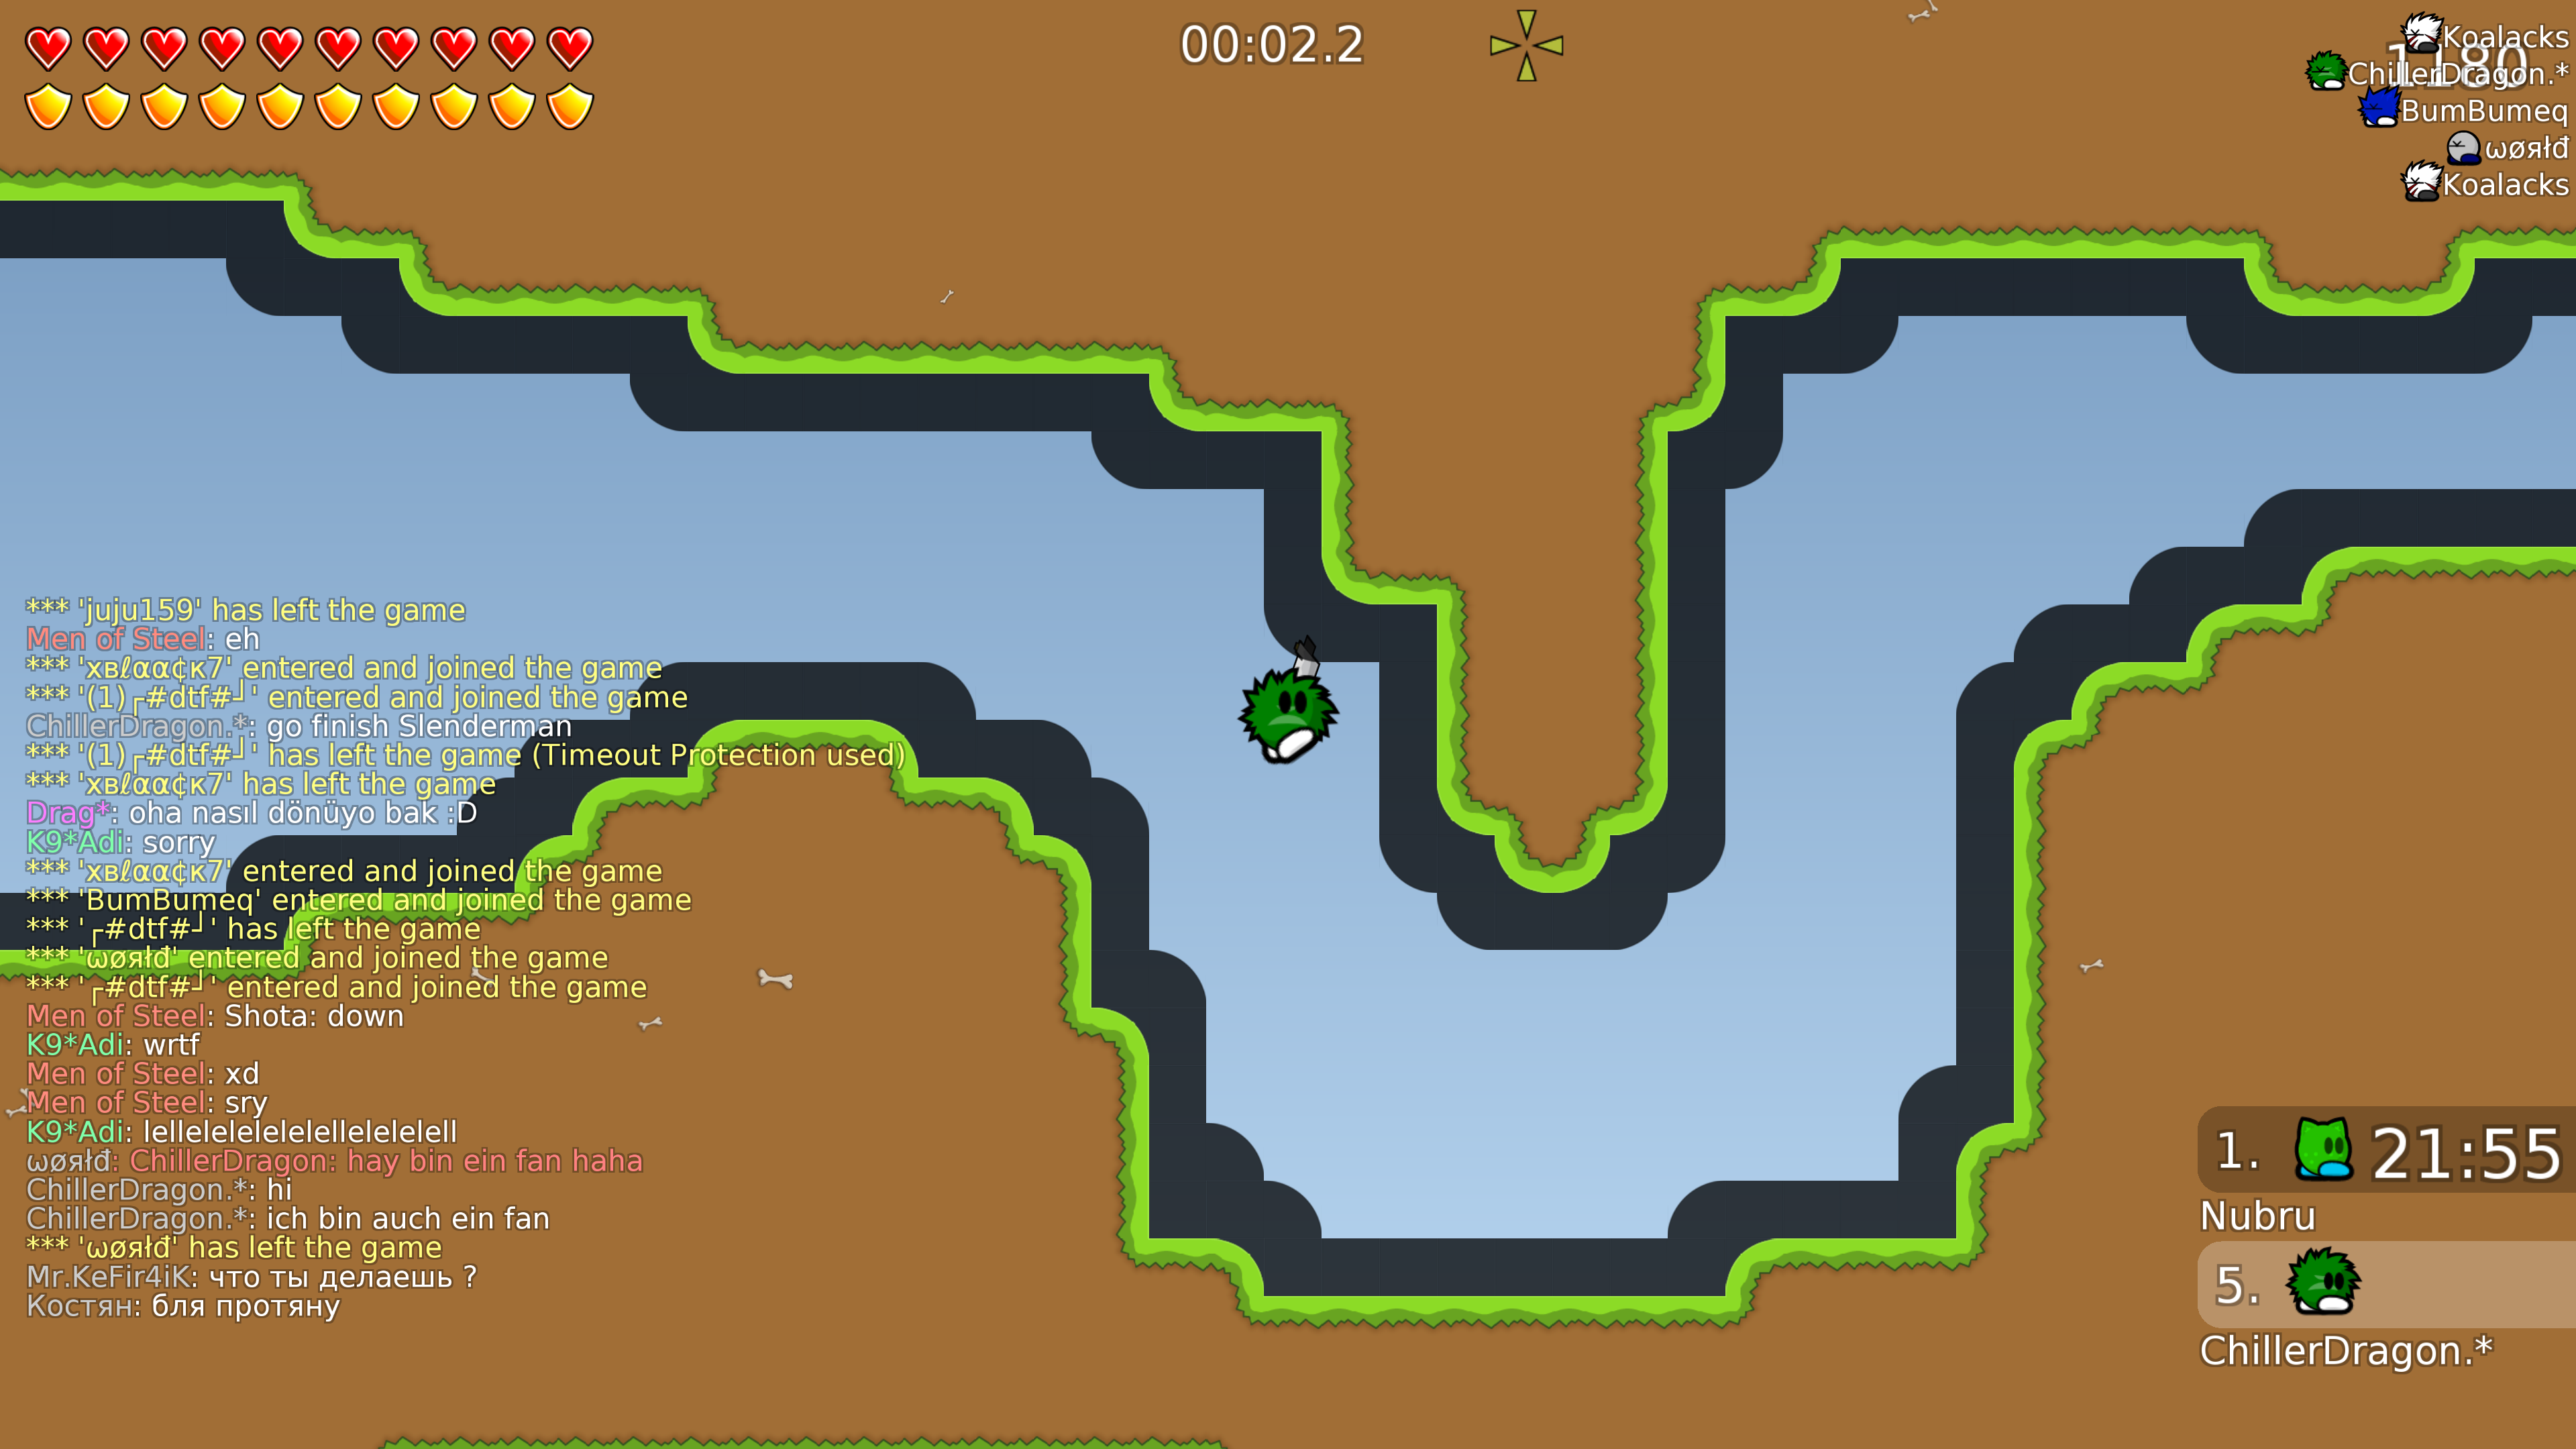 00:02.2
Koalacks
1180
ChillerDragon.*
BumBumeq
ωøяłđ
Koalacks
*** 'juju159' has left the game
Men of Steel: eh
*** 'xвℓαα¢к7' entered and joined the game
*** '(1)┌#dtf#┘' entered and joined the game
ChillerDragon.*: go finish Slenderman
*** '(1)┌#dtf#┘' has left the game (Timeout Protection used)
*** 'xвℓαα¢к7' has left the game
Drag*: oha nasıl dönüyo bak :D
K9*Adi: sorry
*** 'xвℓαα¢к7' entered and joined the game
*** 'BumBumeq' entered and joined the game
*** '┌#dtf#┘' has left the game
*** 'ωøяłđ' entered and joined the game
*** '┌#dtf#┘' entered and joined the game
Men of Steel: Shota: down
K9*Adi: wrtf
Men of Steel: xd
Men of Steel: sry
K9*Adi: lellelelelelelellelelelell
ωøяłđ: ChillerDragon: hay bin ein fan haha
ChillerDragon.*: hi
ChillerDragon.*: ich bin auch ein fan
*** 'ωøяłđ' has left the game
Mr.KeFir4iK: что ты делаешь ?
Костян: бля протяну
1. 21:55
Nubru
5.
ChillerDragon.*